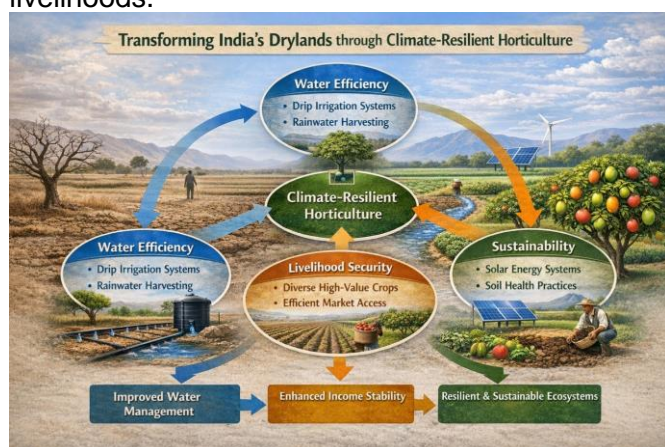 livelihoods.
Transforming India's Drylands through Climate-Resilient Horticulture
Water Efficiency
• Drip Irrigation Systems
• Rainwater Harvesting
Climate-Resilient
Horticulture
Water Efficiency
• Drip Irrigation Systems
• Rainwater Harvesting
Livelihood Security
• Diverse High-Value Crops
• Efficient Market Access
Sustainability
• Solar Energy Systems
• Soil Health Practices
Improved Water
Management
Enhanced Income Stability
Resilient & Sustainable Ecosystems